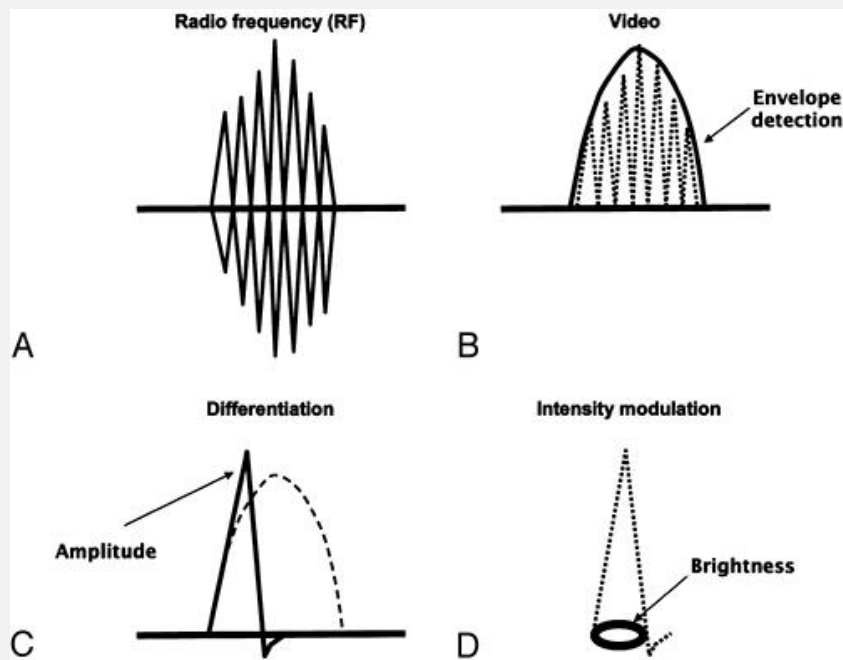 Radio frequency (RF)
Video
Envelope
detection
A
B
Differentiation
Intensity modulation
Amplitude
Brightness
C
D